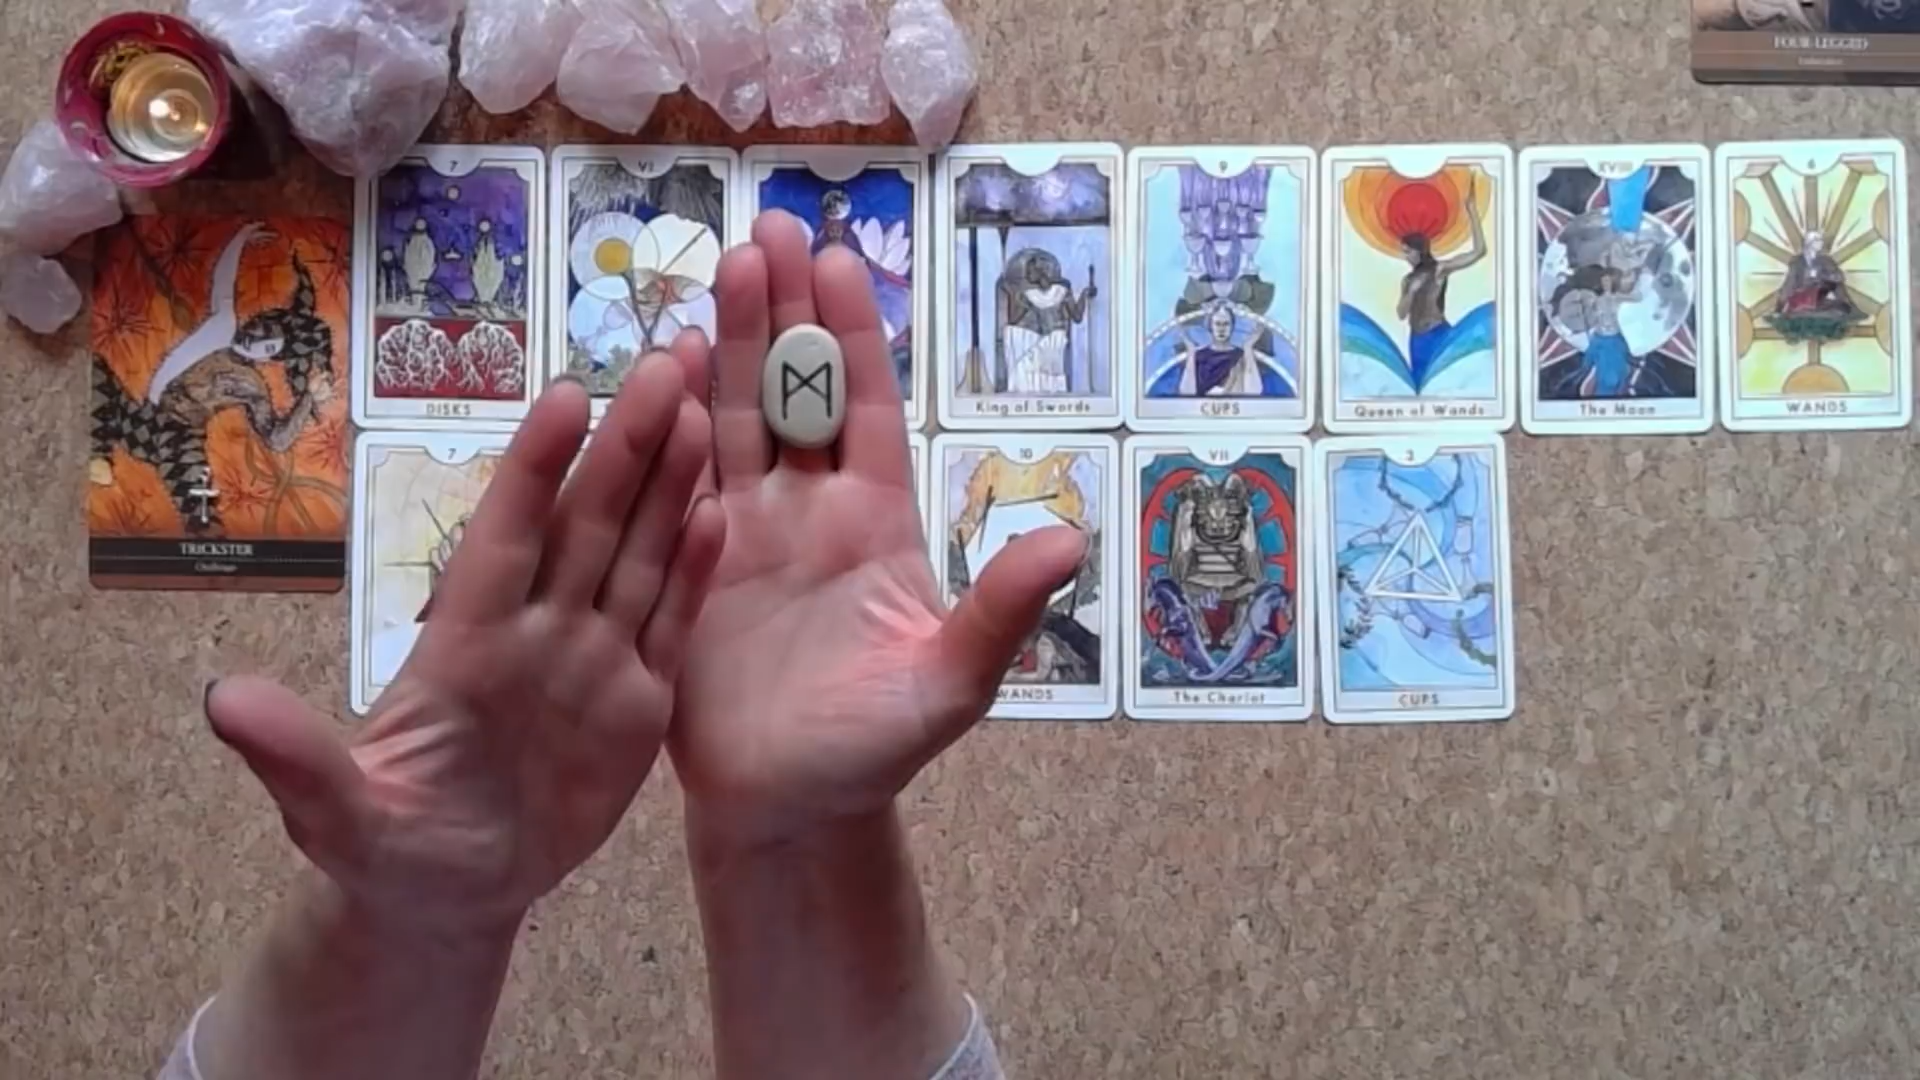 FOUR-LEGGED
7
VI
9
XVIII
6
DISKS
King of Swords
CUPS
Queen of Wands
The Moon
WANDS
ᛗ
7
10
VII
3
TRICKSTER
Challenge
WANDS
The Chariot
CUPS